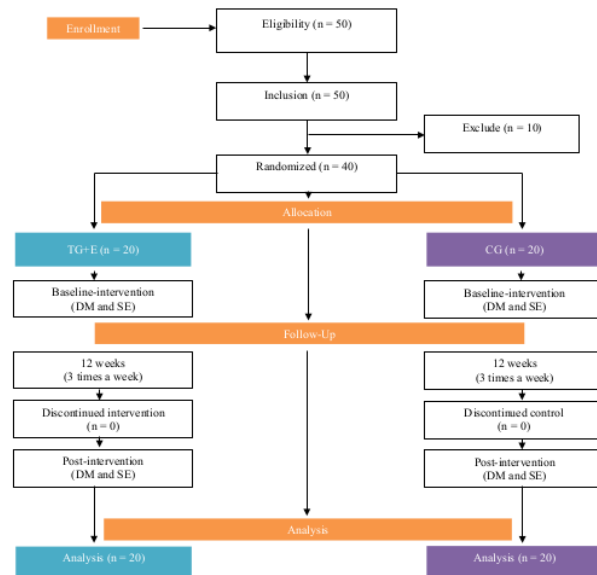 Enrollment
Eligibility (n = 50)
Inclusion (n = 50)
Exclude (n = 10)
Randomized (n = 40)
Allocation
TG+E (n = 20)
CG (n = 20)
Baseline-intervention
(DM and SE)
Baseline-intervention
(DM and SE)
Follow-Up
12 weeks
(3 times a week)
12 weeks
(3 times a week)
Discontinued intervention
(n = 0)
Discontinued control
(n = 0)
Post-intervention
(DM and SE)
Post-intervention
(DM and SE)
Analysis
Analysis (n = 20)
Analysis (n = 20)